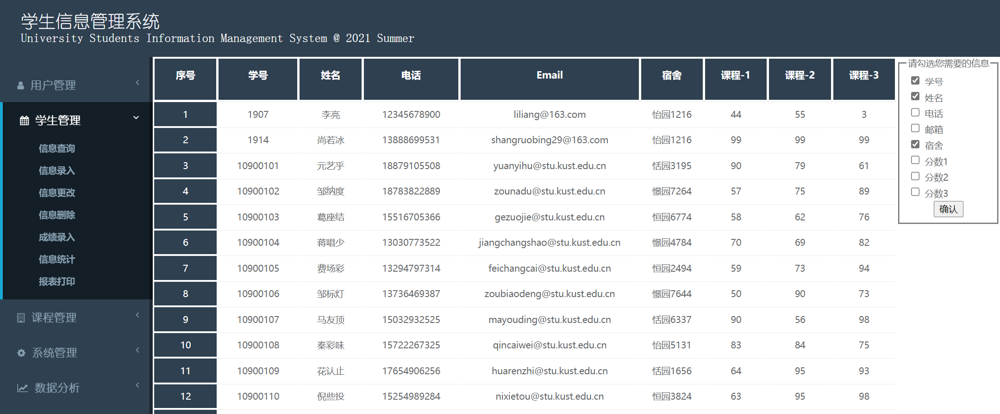 学生信息管理系统
University Students Information Management System @ 2021 Summer
用户管理
学生管理
信息查询
信息录入
信息更改
信息删除
成绩录入
信息统计
报表打印
课程管理
系统管理
数据分析
序号 学号 姓名 电话 Email 宿舍 课程-1 课程-2 课程-3
1 1907 李亮 12345678900 liliang@163.com 怡园1216 44 55 3
2 1914 尚若冰 13888699531 shangruobing29@163.com 怡园1216 99 99 99
3 10900101 元艺乎 18879105508 yuanyihu@stu.kust.edu.cn 恬园3195 90 79 61
4 10900102 邹纳度 18783822889 zounadu@stu.kust.edu.cn 憬园7264 57 75 89
5 10900103 葛座结 15516705366 gezuojie@stu.kust.edu.cn 恒园6774 58 62 76
6 10900104 蒋唱少 13030773522 jiangchangshao@stu.kust.edu.cn 憬园4784 70 69 82
7 10900105 费场彩 13294797314 feichangcai@stu.kust.edu.cn 恒园2494 59 73 94
8 10900106 邹标灯 13736469387 zoubiaodeng@stu.kust.edu.cn 憬园7644 50 90 73
9 10900107 马友顶 15032932525 mayouding@stu.kust.edu.cn 恬园6337 90 56 98
10 10900108 秦彩味 15722267325 qincaiwei@stu.kust.edu.cn 怡园5131 83 84 75
11 10900109 花认止 17654906256 huarenzhi@stu.kust.edu.cn 恬园1656 64 95 93
12 10900110 倪些投 15254989284 nixietou@stu.kust.edu.cn 恒园3824 63 95 98
请勾选您需要的信息
学号
姓名
电话
邮箱
宿舍
分数1
分数2
分数3
确认